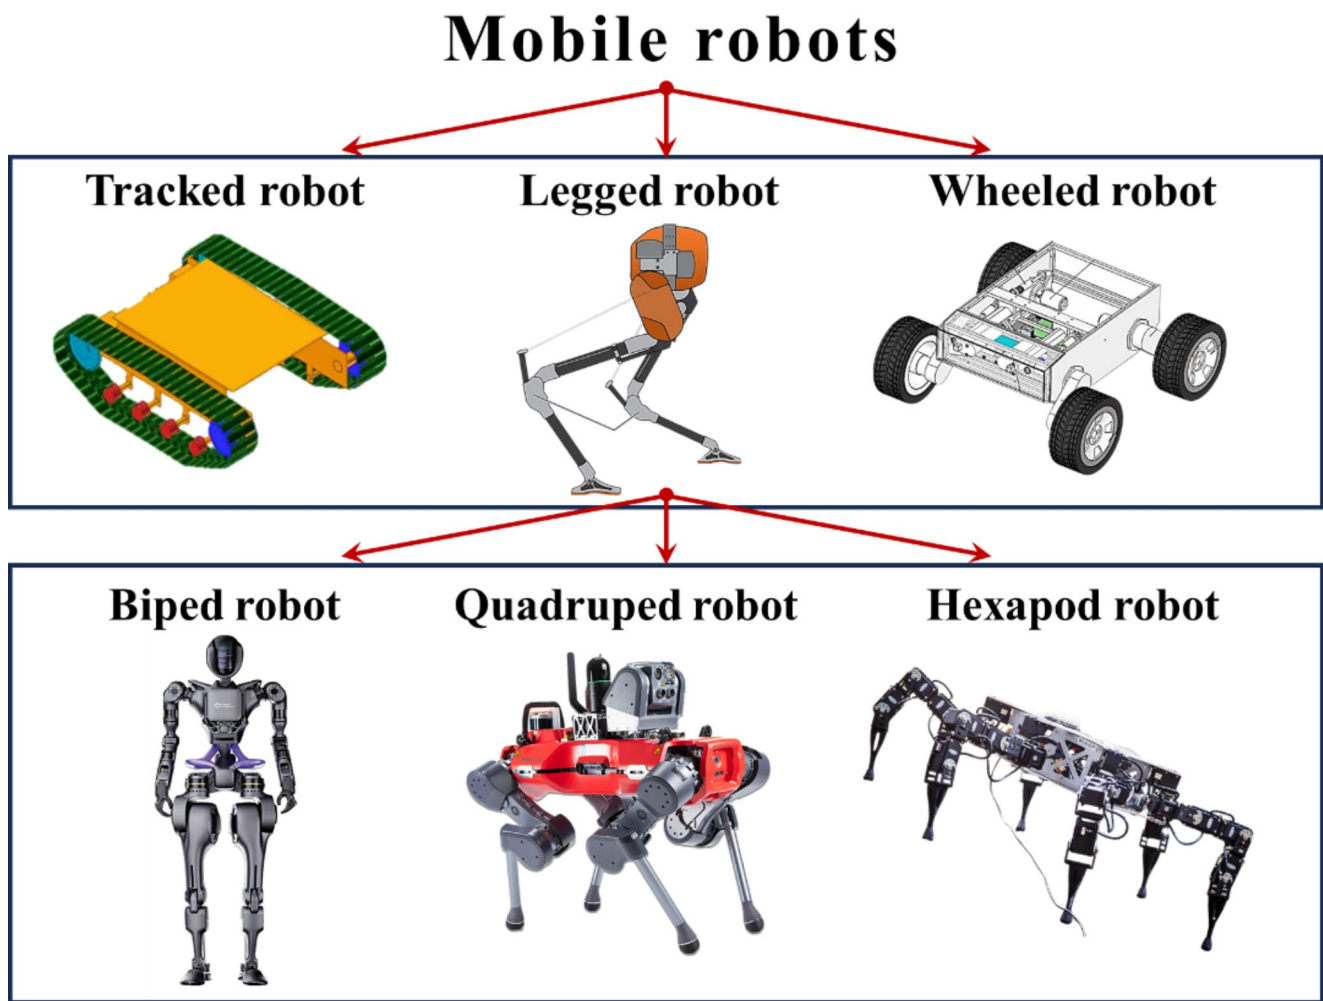 Mobile robots
Tracked robot
Legged robot
Wheeled robot
Biped robot
Quadruped robot
Hexapod robot